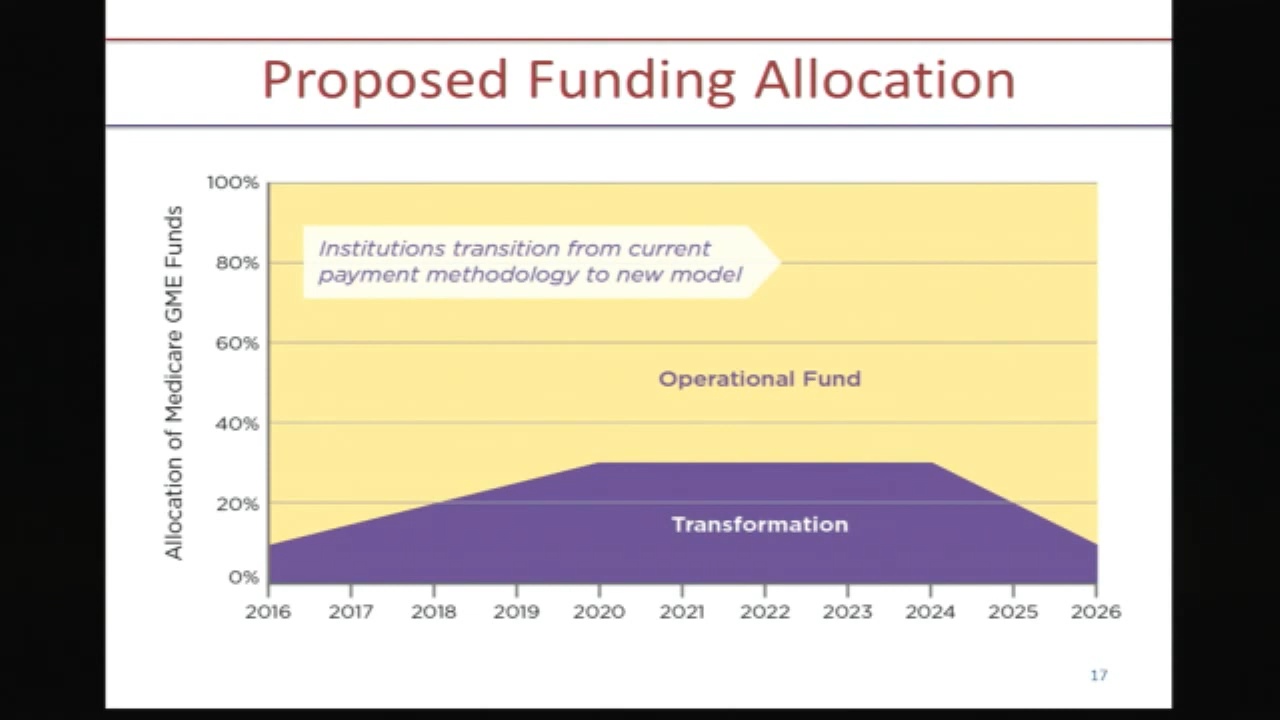 Proposed Funding Allocation
Allocation of Medicare GME Funds
100%
80%
60%
40%
20%
0%
Institutions transition from current
payment methodology to new model
Operational Fund
Transformation
2016 2017 2018 2019 2020 2021 2022 2023 2024 2025 2026
17